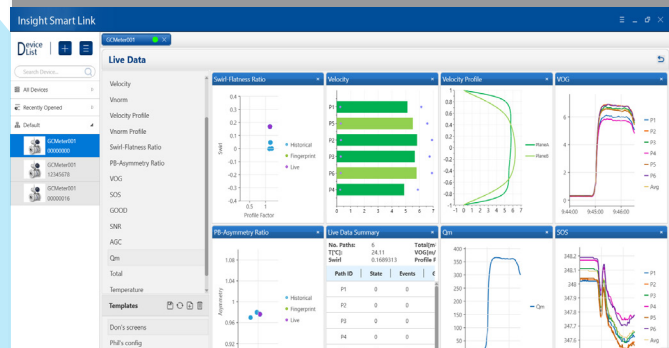 Insight Smart Link
Device
List
GCMeter001
Live Data
Search Device...
All Devices
Recently Opened
Default
GCMeter001
00000000
GCMeter001
12345678
GCMeter001
00000016
Velocity
Vnorm
Velocity Profile
Vnorm Profile
Swirl-Flatness Ratio
PB-Asymmetry Ratio
VOG
SOS
GOOD
SNR
AGC
Qm
Total
Temperature
Templates
Don's screens
Phil's config
Swirl-Flatness Ratio
Swirl
0.4
0.3
0.2
0.1
0
-0.1
-0.2
-0.3
-0.4
0.5 1
Profile Factor
Historical
Fingerprint
Live
Velocity
P1
P5
P2
P3
P6
P4
0 1 2 3 4 5 6 7
Velocity Profile
1
0.8
0.6
0.4
0.2
0
-0.2
-0.4
-0.6
-0.8
-1 0 1 2 3 4 5 6 7
PlaneA
PlaneB
VOG
6
4
2
0
9:44:00 9:45:00 9:46:00
P1
P2
P3
P4
P5
P6
Avg
PB-Asymmetry Ratio
Asymmetry
1.08
1.04
1
0.96
0.92
Historical
Fingerprint
Live
Live Data Summary
No. Paths: 6 Total(m³
T(°C): 24.11 VOG(m/
Swirl 0.1689313 Profile F
Path ID State Events
P1 0 0
P2 0 0
P3 0 0
P4 0 0
Qm
400
350
300
250
200
150
100
50
Qm
SOS
348.2
348.1
348
347.9
347.8
347.7
347.6
P1
P2
P3
P4
P5
P6
Avg